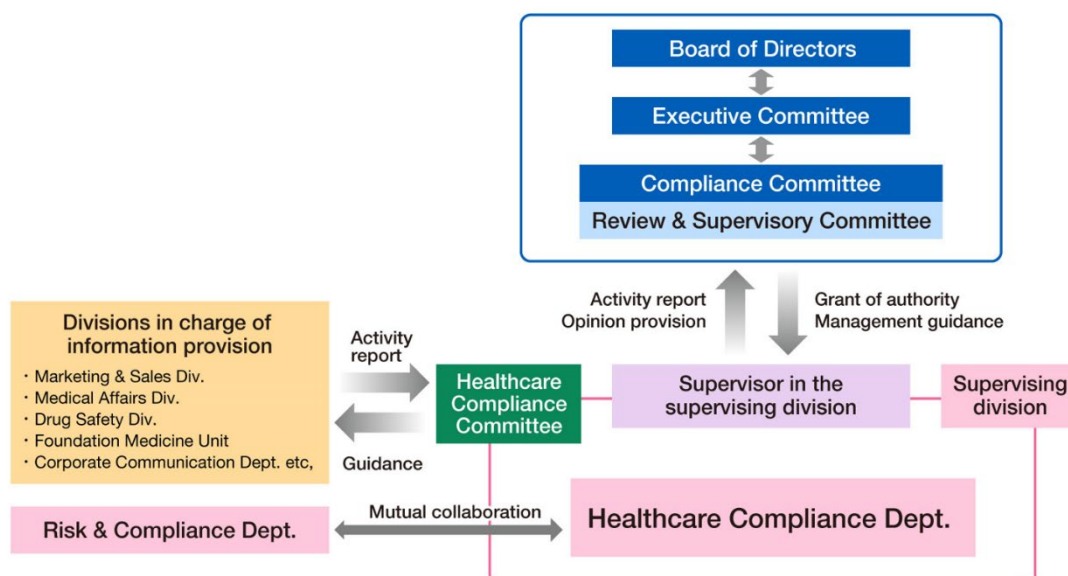 Board of Directors
Executive Committee
Compliance Committee
Review & Supervisory Committee
Activity report
Opinion provision
Grant of authority
Management guidance
Divisions in charge of
information provision
・Marketing & Sales Div.
・Medical Affairs Div.
・Drug Safety Div.
・Foundation Medicine Unit
・Corporate Communication Dept. etc,
Activity
report
Guidance
Healthcare
Compliance
Committee
Supervisor in the
supervising division
Supervising
division
Risk & Compliance Dept.
Mutual collaboration
Healthcare Compliance Dept.